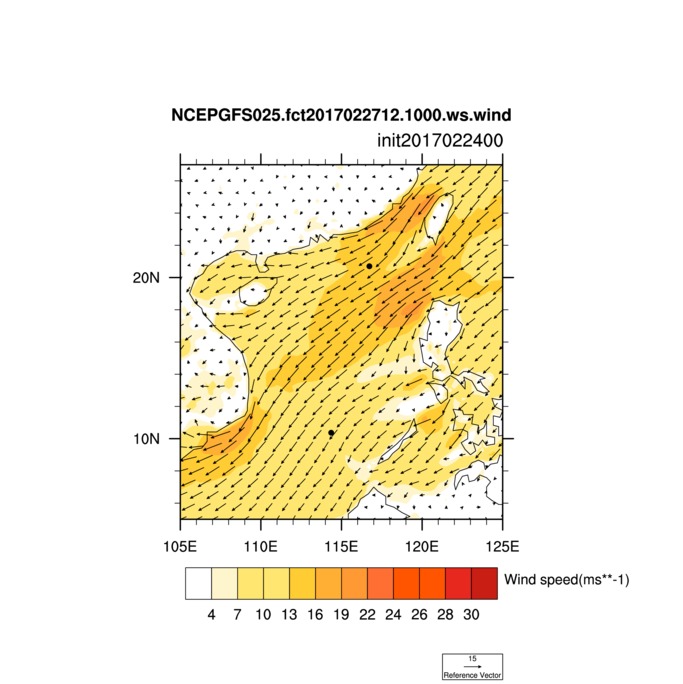 NCEPGFS025.fct2017022712.1000.ws.wind
init2017022400
20N
10N
105E 110E 115E 120E 125E
Wind speed(ms**-1)
4 7 10 13 16 19 22 24 26 28 30
15
Reference Vector